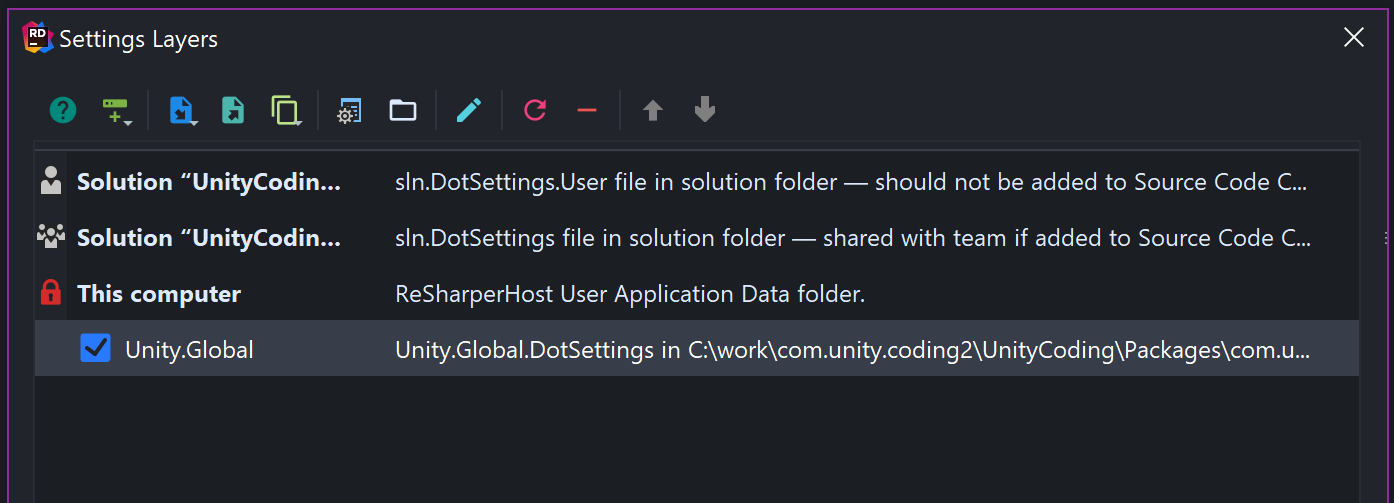 RD Settings Layers
?
Solution “UnityCodin... sln.DotSettings.User file in solution folder — should not be added to Source Code C...
Solution “UnityCodin... sln.DotSettings file in solution folder — shared with team if added to Source Code C...
This computer ReSharperHost User Application Data folder.
Unity.Global Unity.Global.DotSettings in C:\work\com.unity.coding2\UnityCoding\Packages\com.u...